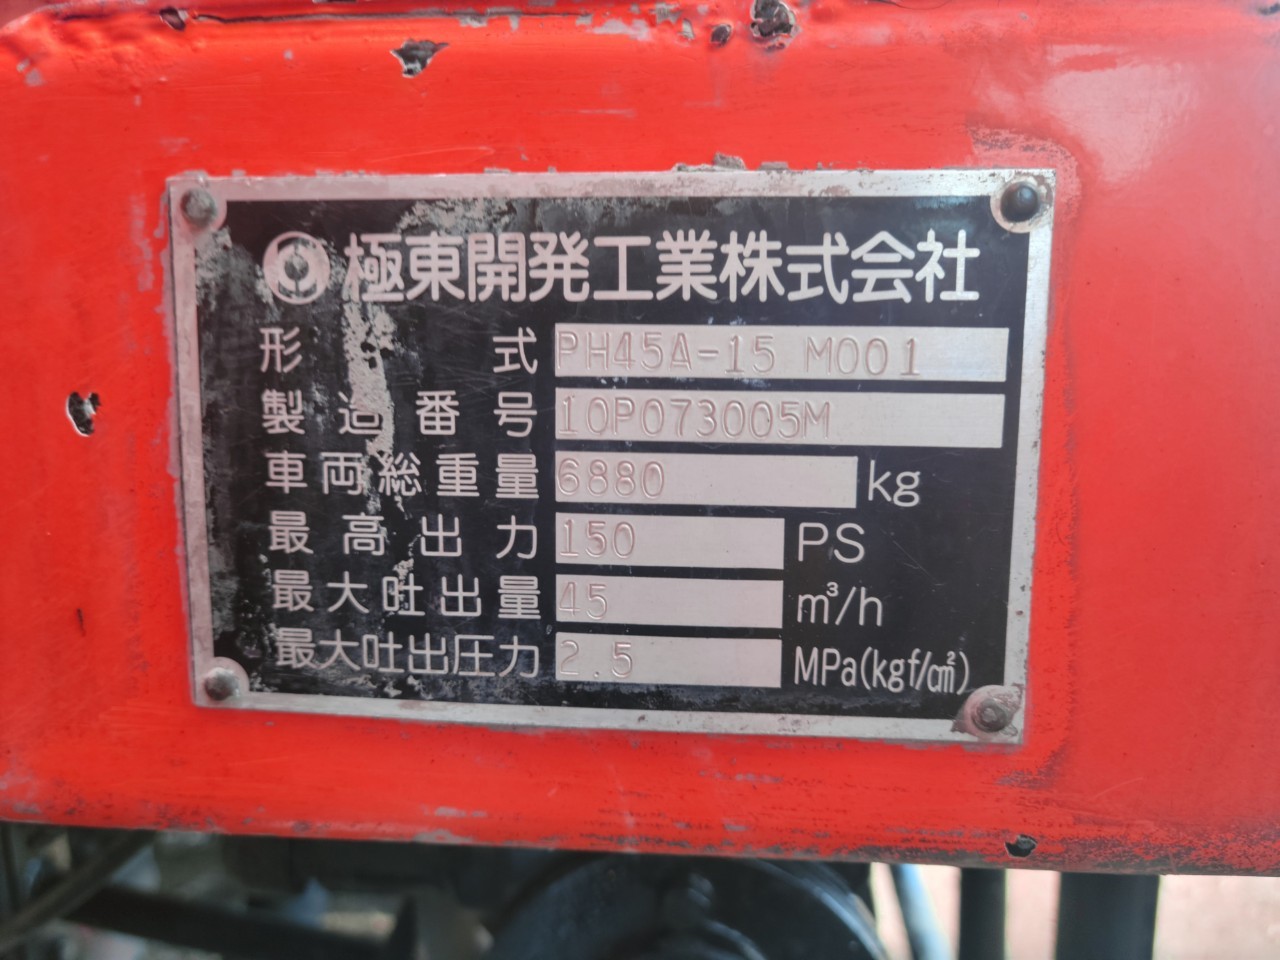 極東開発工業株式会社
形式 PH45A-15 M001
製造番号 10P073005M
車両総重量 6880 kg
最高出力 150 PS
最大吐出量 45 m³/h
最大吐出圧力 2.5 MPa(kgf/c㎡)